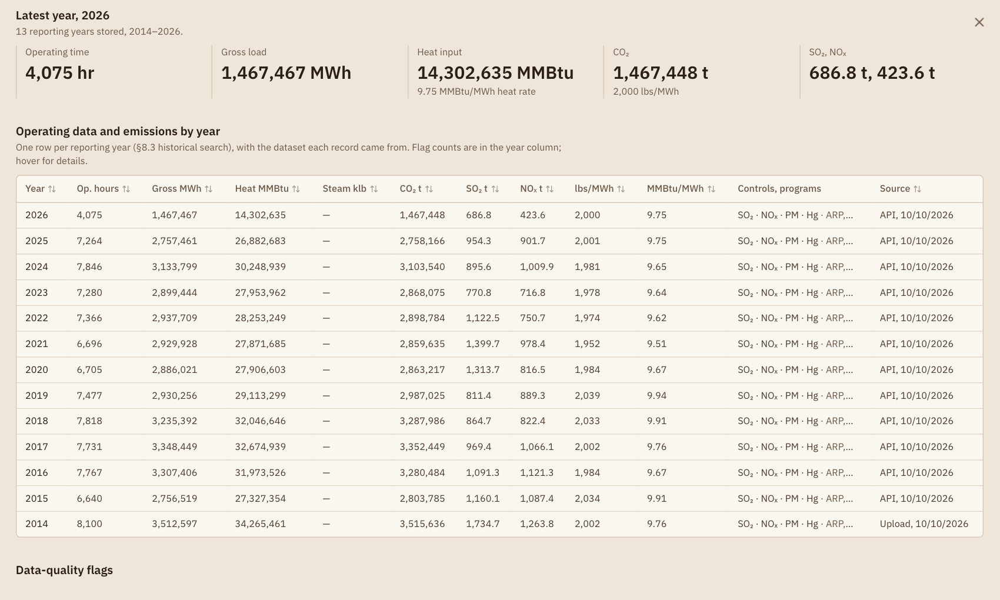 Latest year, 2026
13 reporting years stored, 2014–2026.
Operating time
4,075 hr
Gross load
1,467,467 MWh
Heat input
14,302,635 MMBtu
9.75 MMBtu/MWh heat rate
CO₂
1,467,448 t
2,000 lbs/MWh
SO₂, NOₓ
686.8 t, 423.6 t
Operating data and emissions by year
One row per reporting year (§8.3 historical search), with the dataset each record came from. Flag counts are in the year column;
hover for details.
Year Op. hours Gross MWh Heat MMBtu Steam klb CO₂ t SO₂ t NOₓ t lbs/MWh MMBtu/MWh Controls, programs Source
2026 4,075 1,467,467 14,302,635 — 1,467,448 686.8 423.6 2,000 9.75 SO₂ · NOₓ · PM · Hg · ARP,... API, 10/10/2026
2025 7,264 2,757,461 26,882,683 — 2,758,166 954.3 901.7 2,001 9.75 SO₂ · NOₓ · PM · Hg · ARP,... API, 10/10/2026
2024 7,846 3,133,799 30,248,939 — 3,103,540 895.6 1,009.9 1,981 9.65 SO₂ · NOₓ · PM · Hg · ARP,... API, 10/10/2026
2023 7,280 2,899,444 27,953,962 — 2,868,075 770.8 716.8 1,978 9.64 SO₂ · NOₓ · PM · Hg · ARP,... API, 10/10/2026
2022 7,366 2,937,709 28,253,249 — 2,898,784 1,122.5 750.7 1,974 9.62 SO₂ · NOₓ · PM · Hg · ARP,... API, 10/10/2026
2021 6,696 2,929,928 27,871,685 — 2,859,635 1,399.7 978.4 1,952 9.51 SO₂ · NOₓ · PM · Hg · ARP,... API, 10/10/2026
2020 6,705 2,886,021 27,906,603 — 2,863,217 1,313.7 816.5 1,984 9.67 SO₂ · NOₓ · PM · Hg · ARP,... API, 10/10/2026
2019 7,477 2,930,256 29,113,299 — 2,987,025 811.4 889.3 2,039 9.94 SO₂ · NOₓ · PM · Hg · ARP,... API, 10/10/2026
2018 7,818 3,235,392 32,046,646 — 3,287,986 864.7 822.4 2,033 9.91 SO₂ · NOₓ · PM · Hg · ARP,... API, 10/10/2026
2017 7,731 3,348,449 32,674,939 — 3,352,449 969.4 1,066.1 2,002 9.76 SO₂ · NOₓ · PM · Hg · ARP,... API, 10/10/2026
2016 7,767 3,307,406 31,973,526 — 3,280,484 1,091.3 1,121.3 1,984 9.67 SO₂ · NOₓ · PM · Hg · ARP,... API, 10/10/2026
2015 6,640 2,756,519 27,327,354 — 2,803,785 1,160.1 1,087.4 2,034 9.91 SO₂ · NOₓ · PM · Hg · ARP,... API, 10/10/2026
2014 8,100 3,512,597 34,265,461 — 3,515,636 1,734.7 1,263.8 2,002 9.76 SO₂ · NOₓ · PM · Hg · ARP,... Upload, 10/10/2026
Data-quality flags